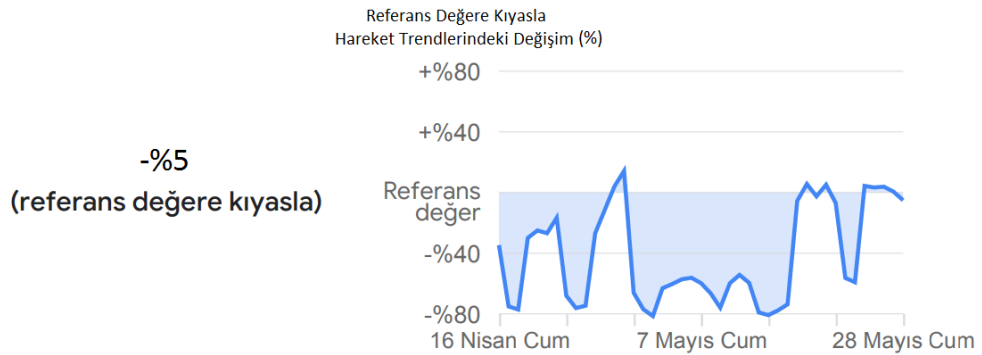 Referans Değere Kıyasla
Hareket Trendlerindeki Değişim (%)
-%5
(referans değere kıyasla)
+%80
+%40
Referans
değer
-%40
-%80
16 Nisan Cum
7 Mayıs Cum
28 Mayıs Cum